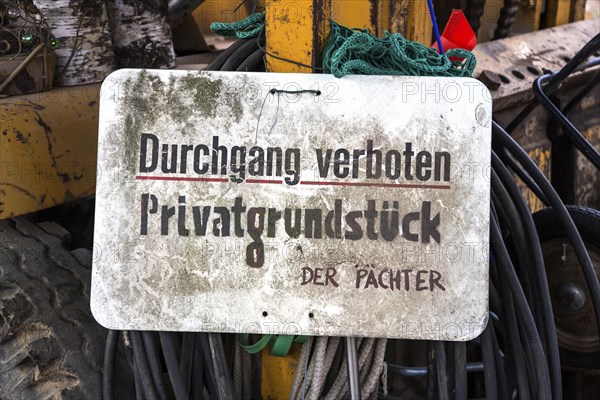 Durchgang verboten
Privatgrundstück
DER PÄCHTER